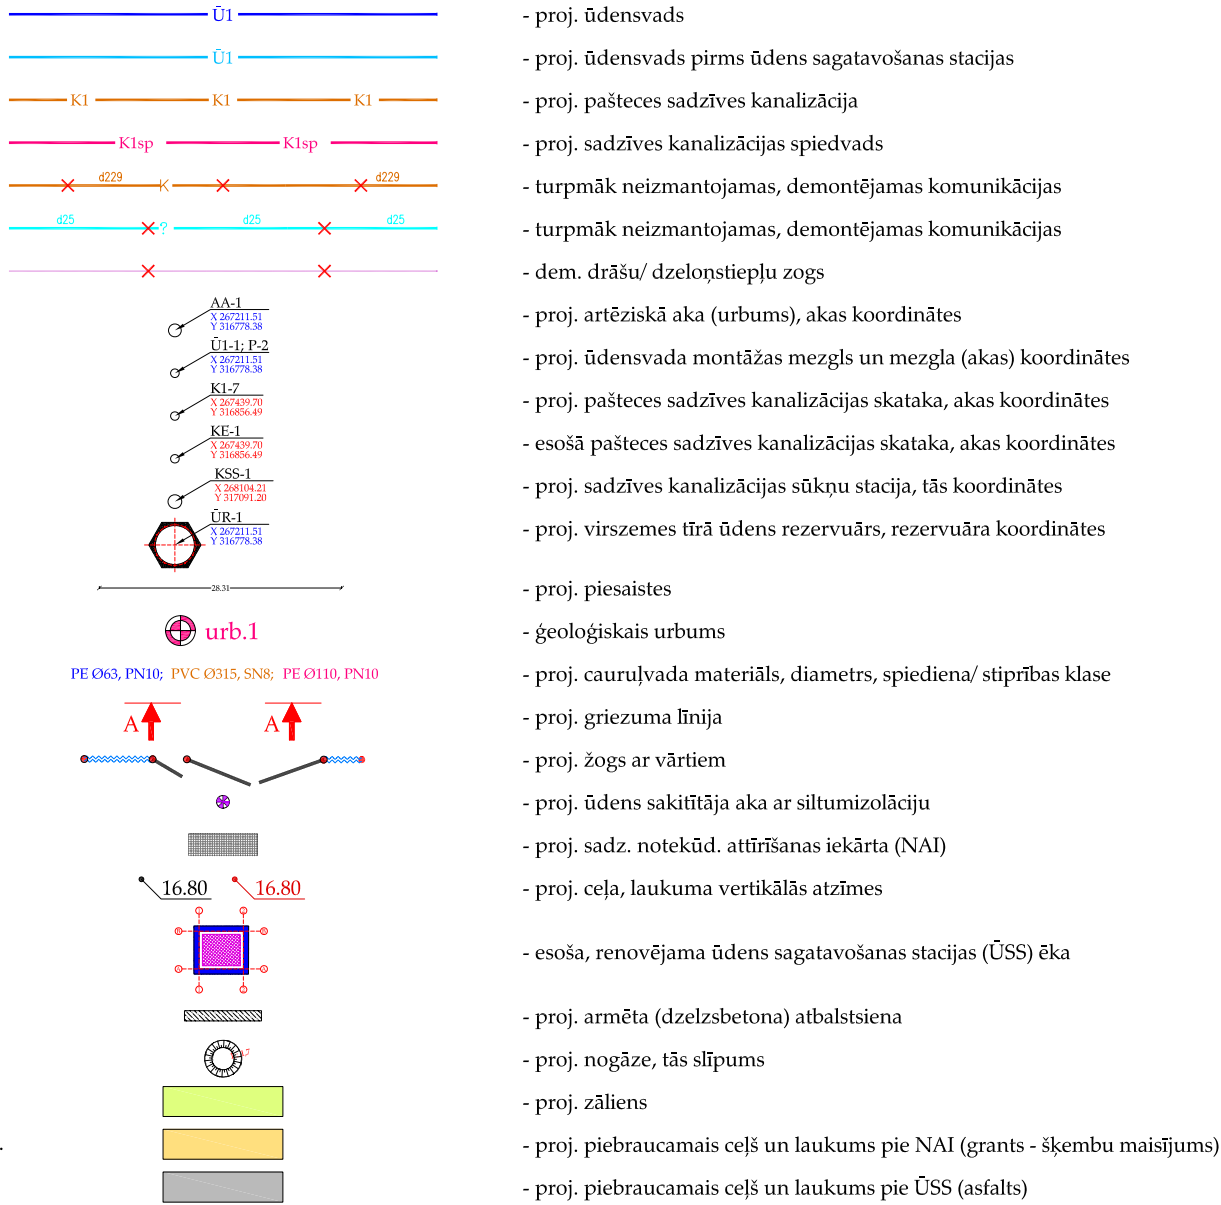 Ū1 - proj. ūdensvads
Ū1 - proj. ūdensvads pirms ūdens sagatavošanas stacijas
K1 K1 K1 - proj. pašteces sadzīves kanalizācija
K1sp K1sp - proj. sadzīves kanalizācijas spiedvads
d229 K d229 - turpmāk neizmantojamas, demontējamas komunikācijas
d25 ? d25 d25 - turpmāk neizmantojamas, demontējamas komunikācijas
- dem. drāšu/ dzeloņstiepļu zogs
AA-1
X 267211.51
Y 316778.38
- proj. artēziskā aka (urbums), akas koordinātes
Ū1-1; P-2
X 267211.51
Y 316778.38
- proj. ūdensvada montāžas mezgls un mezgla (akas) koordinātes
K1-7
X 267439.70
Y 316856.49
- proj. pašteces sadzīves kanalizācijas skataka, akas koordinātes
KE-1
X 267439.70
Y 316856.49
- esošā pašteces sadzīves kanalizācijas skataka, akas koordinātes
KSS-1
X 268104.21
Y 317091.20
- proj. sadzīves kanalizācijas sūkņu stacija, tās koordinātes
ŪR-1
X 267211.51
Y 316778.38
- proj. virszemes tīrā ūdens rezervuārs, rezervuāra koordinātes
28.31 - proj. piesaistes
urb.1 - ģeoloģiskais urbums
PE Ø63, PN10; PVC Ø315, SN8; PE Ø110, PN10 - proj. cauruļvada materiāls, diametrs, spiediena/ stiprības klase
A A - proj. griezuma līnija
- proj. žogs ar vārtiem
- proj. ūdens sakitītāja aka ar siltumizolāciju
- proj. sadz. notekūd. attīrīšanas iekārta (NAI)
16.80 16.80 - proj. ceļa, laukuma vertikālās atzīmes
- esoša, renovējama ūdens sagatavošanas stacijas (ŪSS) ēka
- proj. armēta (dzelzsbetona) atbalstsiena
- proj. nogāze, tās slīpums
- proj. zāliens
. - proj. piebraucamais ceļš un laukums pie NAI (grants - šķembu maisījums)
- proj. piebraucamais ceļš un laukums pie ŪSS (asfalts)